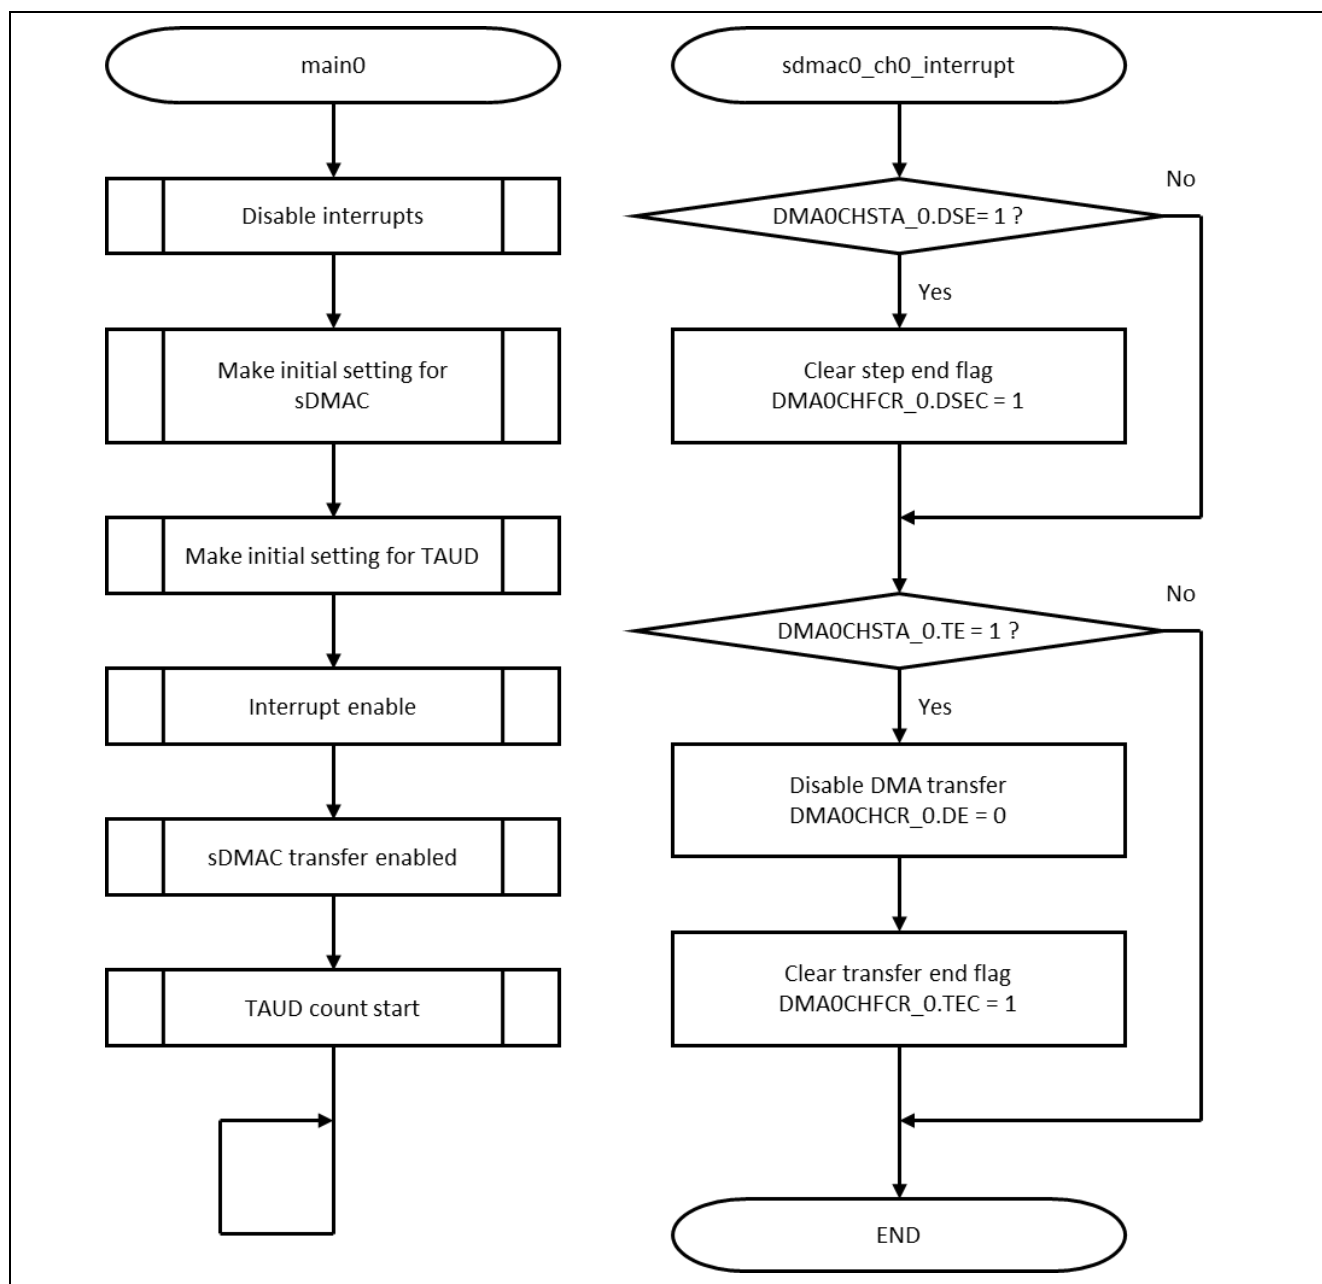 main0
Disable interrupts
Make initial setting for
sDMAC
Make initial setting for TAUD
Interrupt enable
sDMAC transfer enabled
TAUD count start
sdmac0_ch0_interrupt
DMA0CHSTA_0.DSE= 1 ?
No
Yes
Clear step end flag
DMA0CHFCR_0.DSEC = 1
DMA0CHSTA_0.TE = 1 ?
No
Yes
Disable DMA transfer
DMA0CHCR_0.DE = 0
Clear transfer end flag
DMA0CHFCR_0.TEC = 1
END